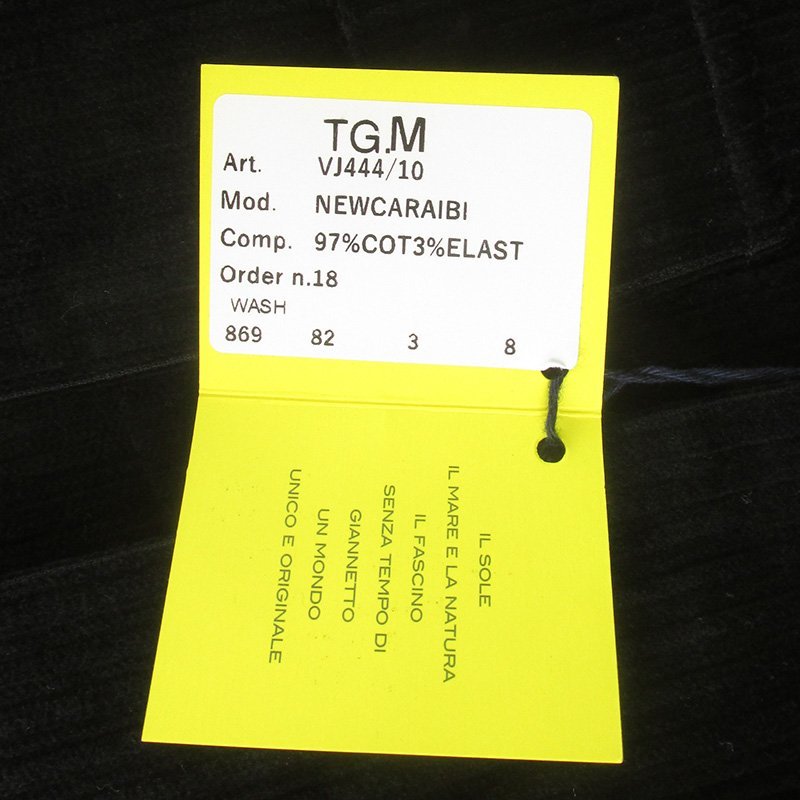 TG.M
Art. VJ444/10
Mod. NEWCARAIBI
Comp. 97%COT3%ELAST
Order n.18
WASH
869 82 3 8
IL SOLE
IL MARE E LA NATURA
IL FASCINO
SENZA TEMPO DI
GIANNETTO
UN MONDO
UNICO E ORIGINALE